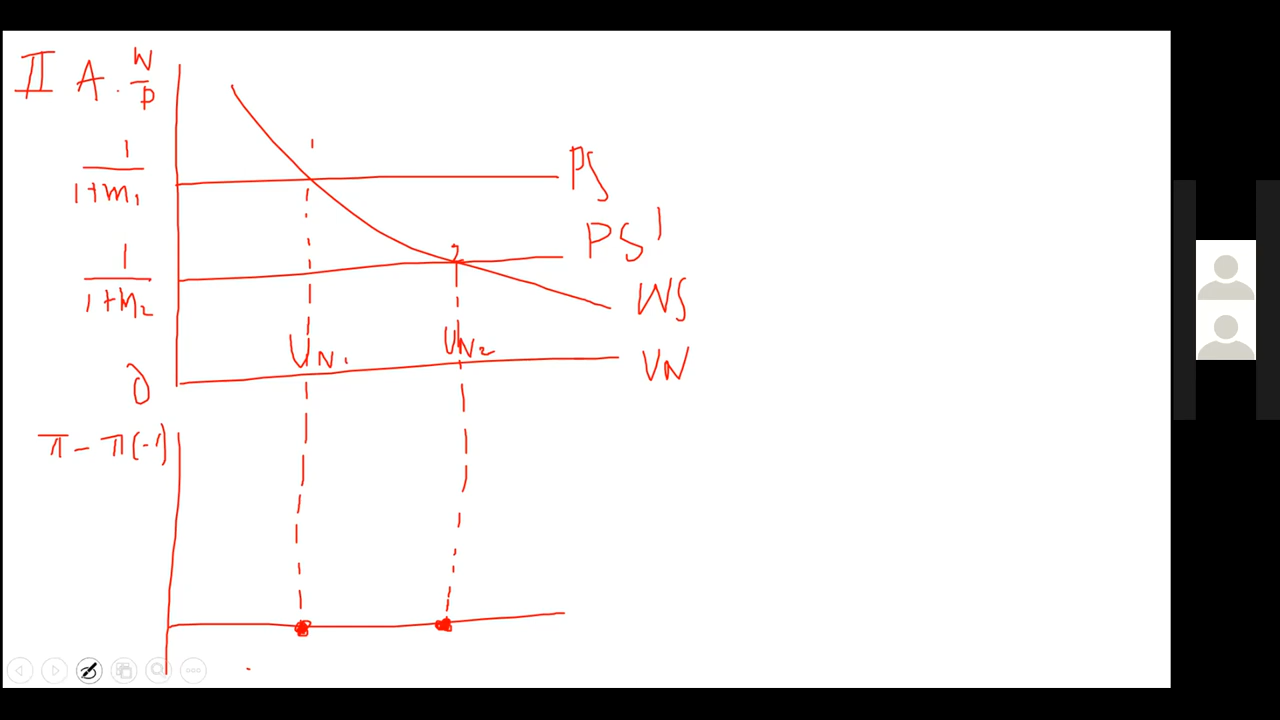 II A. W/P
1/(1+m₁)
PS
PS'
1/(1+m₂)
WS
UN₁
UN₂
UN
0
π - π(-1)